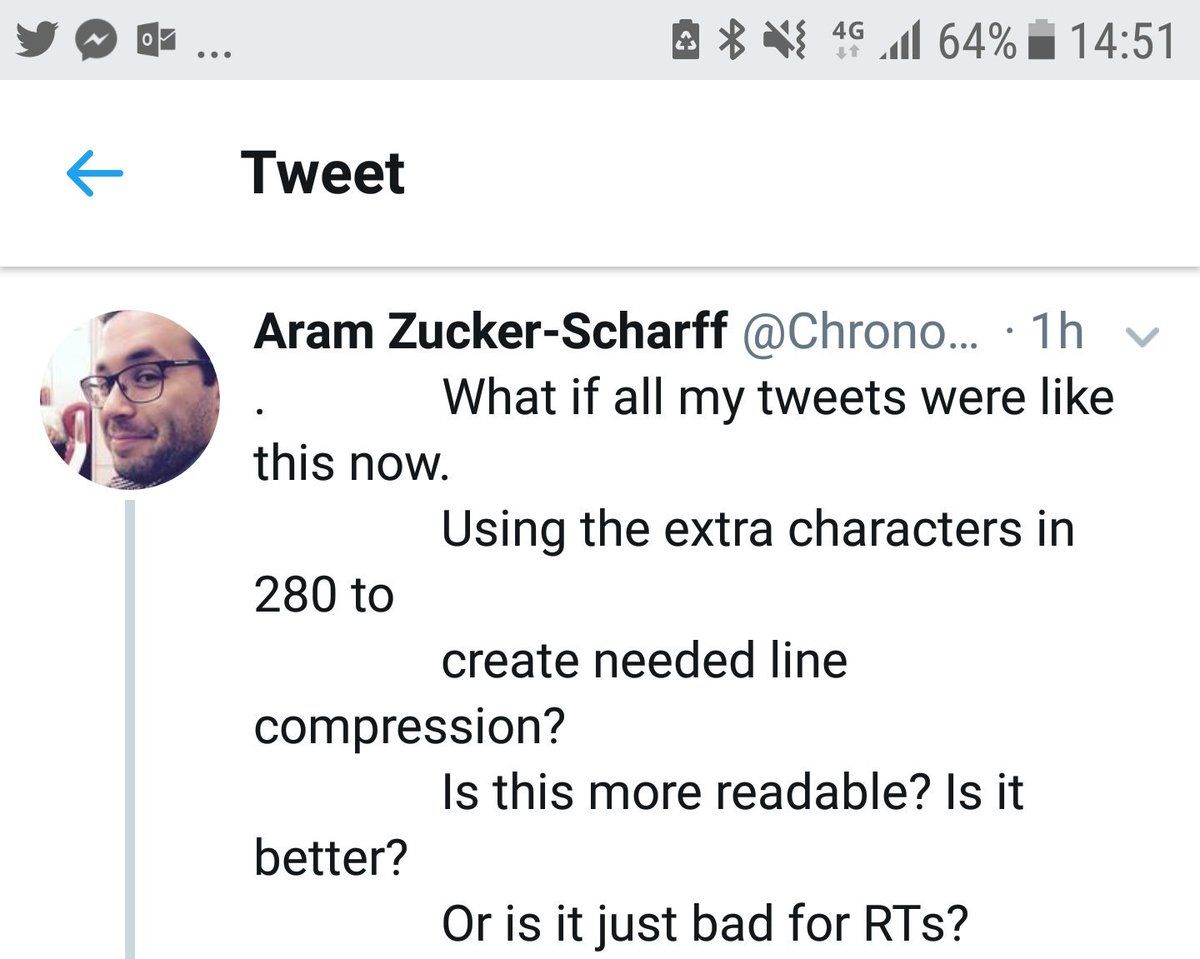 ... 4G 64% 14:51
Tweet
Aram Zucker-Scharff @Chrono... · 1h
. What if all my tweets were like
this now.
Using the extra characters in
280 to
create needed line
compression?
Is this more readable? Is it
better?
Or is it just bad for RTs?